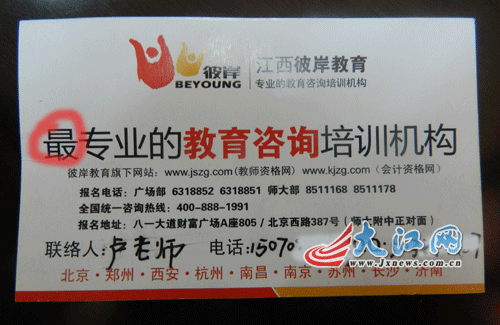 彼岸 江西彼岸教育
BEYOUNG 专业的教育咨询培训机构
最专业的教育咨询培训机构
彼岸教育旗下网站: www.jszg.com(教师资格网) www.kjzg.com (会计资格网)
报名电话: 广场部 6318852 6318851 师大部 8511168 8511178
全国统一咨询热线: 400-888-1991
报名地址: 八一大道财富广场A座805 / 北京西路387号 (师大附中正对面)
联络人: 卢老师 电话: 15070
大江网
www.Jxnews.com.cn
北京·郑州·西安·杭州·南昌·南京·苏州·长沙·济南